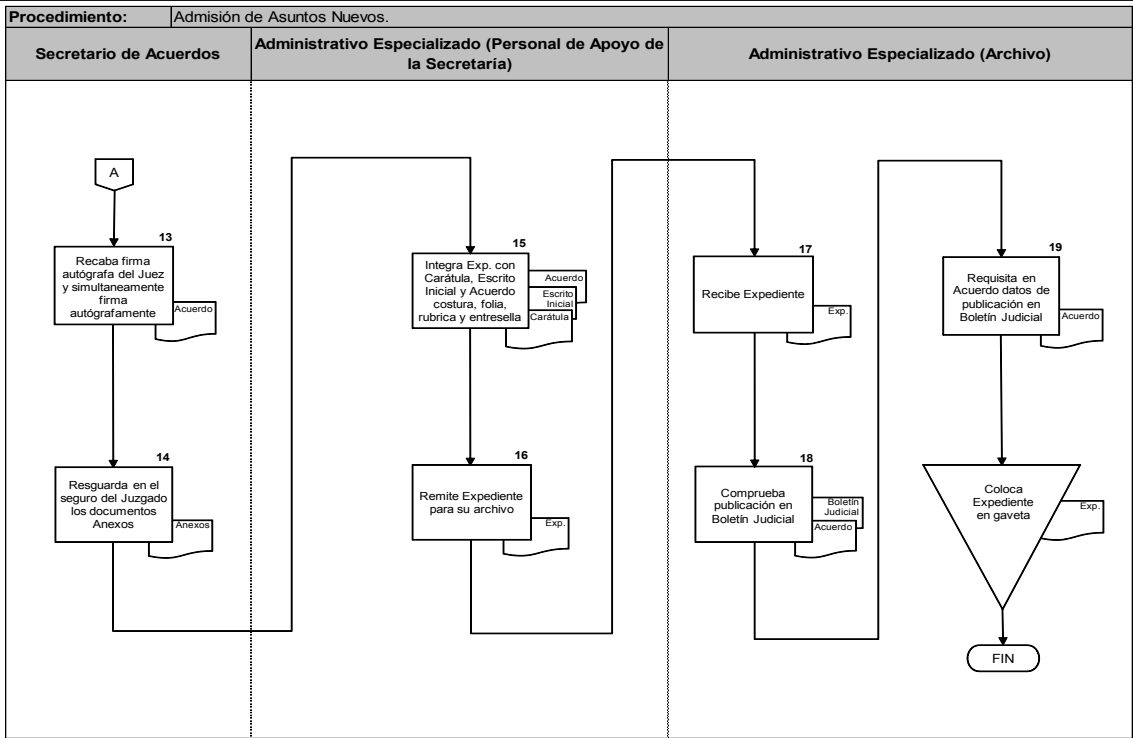 Procedimiento: Admisión de Asuntos Nuevos.
Secretario de Acuerdos
Administrativo Especializado (Personal de Apoyo de
la Secretaría)
Administrativo Especializado (Archivo)
A
13
Recaba firma
autógrafa del Juez
y simultaneamente
firma
autógrafamente
Acuerdo
14
Resguarda en el
seguro del Juzgado
los documentos
Anexos
Anexos
15
Integra Exp. con
Carátula, Escrito
Inicial y Acuerdo
costura, folia,
rubrica y entresella
Acuerdo
Escrito
Inicial
Carátula
16
Remite Expediente
para su archivo
Exp.
17
Recibe Expediente
Exp.
18
Comprueba
publicación en
Boletín Judicial
Boletín
Judicial
Acuerdo
19
Requisita en
Acuerdo datos de
publicación en
Boletín Judicial
Acuerdo
Coloca
Expediente
en gaveta
Exp.
FIN